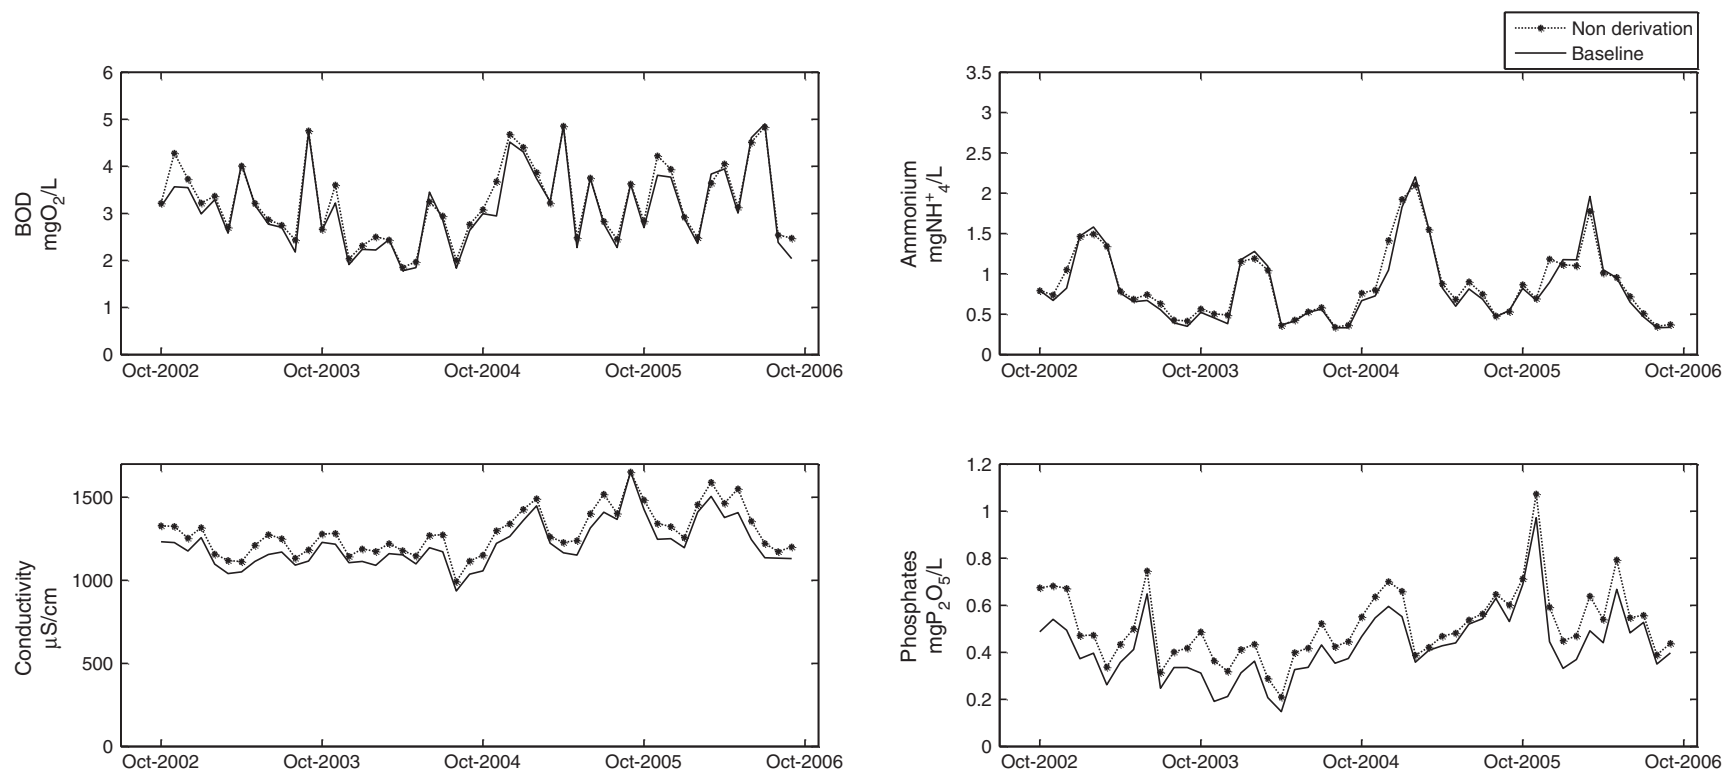 Non derivation
Baseline
6
5
4
3
2
1
0
BOD
mgO2/L
Oct-2002 Oct-2003 Oct-2004 Oct-2005 Oct-2006
3.5
3
2.5
2
1.5
1
0.5
0
Ammonium
mgNH+4/L
Oct-2002 Oct-2003 Oct-2004 Oct-2005 Oct-2006
1500
1000
500
0
Conductivity
μS/cm
Oct-2002 Oct-2003 Oct-2004 Oct-2005 Oct-2006
1.2
1
0.8
0.6
0.4
0.2
0
Phosphates
mgP2O5/L
Oct-2002 Oct-2003 Oct-2004 Oct-2005 Oct-2006